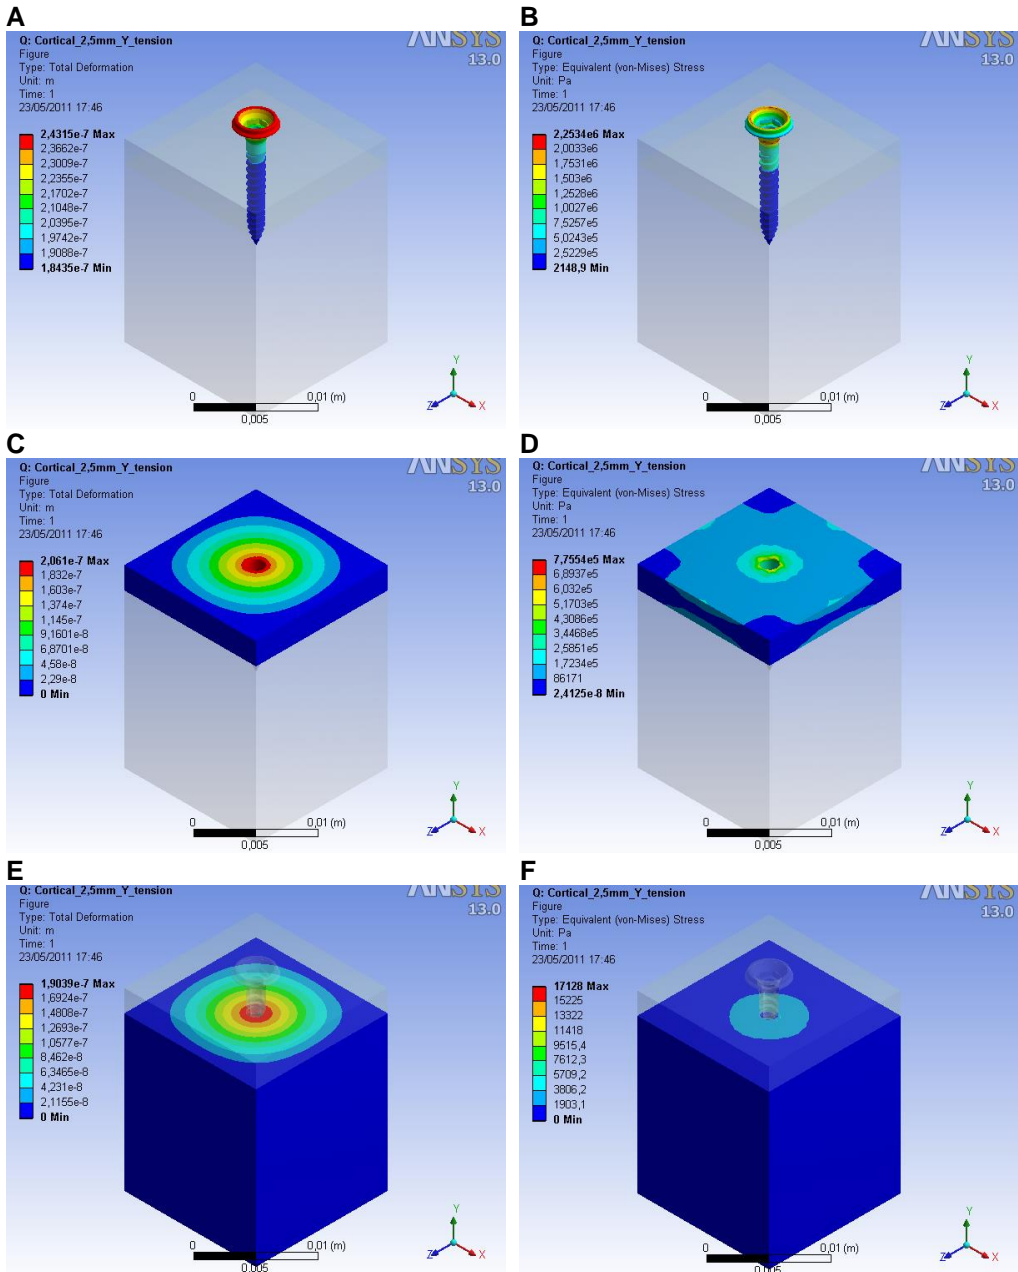 A
Q: Cortical_2,5mm_Y_tension
Figure
Type: Total Deformation
Unit: m
Time: 1
23/05/2011 17:46
ANSYS
13.0
2,4315e-7 Max
2,3662e-7
2,3009e-7
2,2355e-7
2,1702e-7
2,1048e-7
2,0395e-7
1,9742e-7
1,9088e-7
1,8435e-7 Min
0
0,01 (m)
0,005
Y
Z
X
B
Q: Cortical_2,5mm_Y_tension
Figure
Type: Equivalent (von-Mises) Stress
Unit: Pa
Time: 1
23/05/2011 17:46
ANSYS
13.0
2,2534e6 Max
2,0033e6
1,7531e6
1,503e6
1,2528e6
1,0027e6
7,5257e5
5,0243e5
2,5229e5
2148,9 Min
0
0,01 (m)
0,005
Y
Z
X
C
Q: Cortical_2,5mm_Y_tension
Figure
Type: Total Deformation
Unit: m
Time: 1
23/05/2011 17:46
ANSYS
13.0
2,061e-7 Max
1,832e-7
1,603e-7
1,374e-7
1,145e-7
9,1601e-8
6,8701e-8
4,58e-8
2,29e-8
0 Min
0
0,01 (m)
0,005
Y
Z
X
D
Q: Cortical_2,5mm_Y_tension
Figure
Type: Equivalent (von-Mises) Stress
Unit: Pa
Time: 1
23/05/2011 17:46
ANSYS
13.0
7,7554e5 Max
6,8937e5
6,032e5
5,1703e5
4,3086e5
3,4468e5
2,5851e5
1,7234e5
86171
2,4125e-8 Min
0
0,01 (m)
0,005
Y
Z
X
E
Q: Cortical_2,5mm_Y_tension
Figure
Type: Total Deformation
Unit: m
Time: 1
23/05/2011 17:46
ANSYS
13.0
1,9039e-7 Max
1,6924e-7
1,4808e-7
1,2693e-7
1,0577e-7
8,462e-8
6,3465e-8
4,231e-8
2,1155e-8
0 Min
0
0,01 (m)
0,005
Y
Z
X
F
Q: Cortical_2,5mm_Y_tension
Figure
Type: Equivalent (von-Mises) Stress
Unit: Pa
Time: 1
23/05/2011 17:46
ANSYS
13.0
17128 Max
15225
13322
11418
9515,4
7612,3
5709,2
3806,2
1903,1
0 Min
0
0,01 (m)
0,005
Y
Z
X